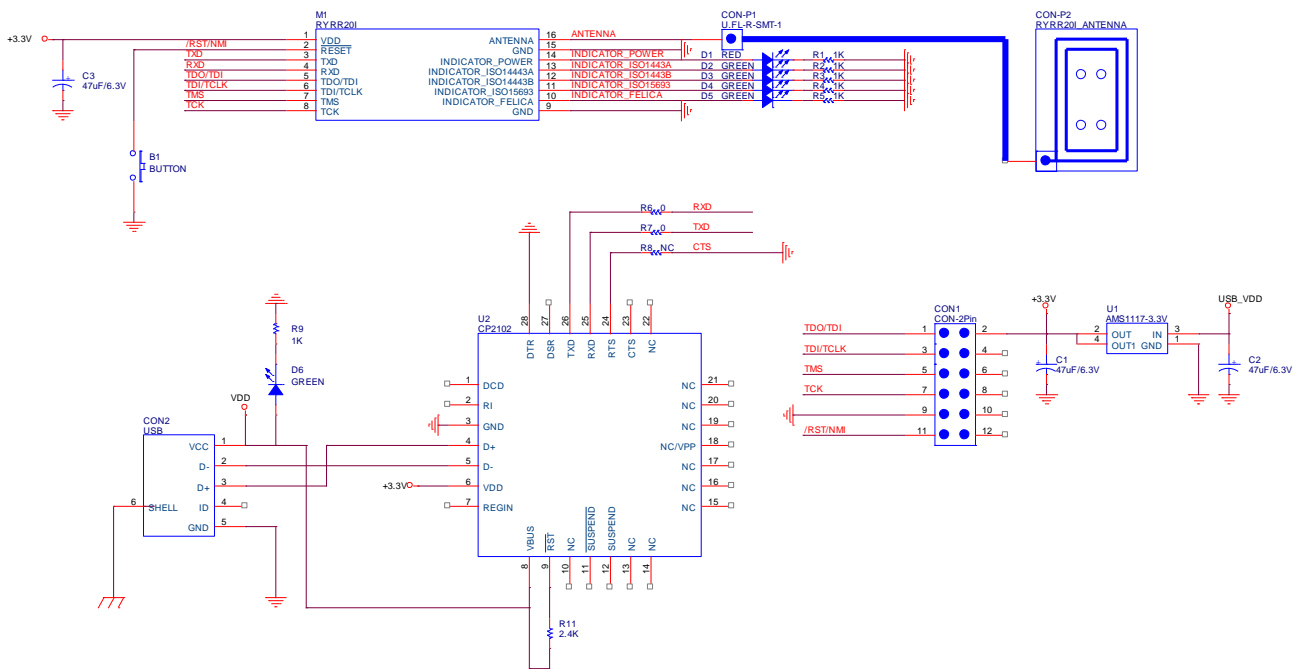 M1
RYRR20I
+3.3V
C3
47uF/6.3V
/RST/NMI
TXD
RXD
TDO/TDI
TDI/TCLK
TMS
TCK
1 VDD
2 RESET
3 TXD
4 RXD
5 TDO/TDI
6 TDI/TCLK
7 TMS
8 TCK
ANTENNA 16 ANTENNA
GND 15
INDICATOR_POWER 14 INDICATOR_POWER
INDICATOR_ISO14443A 13 INDICATOR_ISO1443A
INDICATOR_ISO14443B 12 INDICATOR_ISO1443B
INDICATOR_ISO15693 11 INDICATOR_ISO15693
INDICATOR_FELICA 10 INDICATOR_FELICA
GND 9
CON-P1
U.FL-R-SMT-1
D1 RED R1 1K
D2 GREEN R2 1K
D3 GREEN R3 1K
D4 GREEN R4 1K
D5 GREEN R5 1K
CON-P2
RYRR20I_ANTENNA
B1
BUTTON
R6 0 RXD
R7 0 TXD
R8 NC CTS
U2
CP2102
28 27 26 25 24 23 22
DTR DSR TXD RXD RTS CTS NC
1 DCD
2 RI
3 GND
4 D+
5 D-
6 VDD
7 REGIN
+3.3V
NC 21
NC 20
NC 19
NC/VPP 18
NC 17
NC 16
NC 15
VBUS RST NC SUSPEND SUSPEND NC NC
8 9 10 11 12 13 14
R11
2.4K
R9
1K
D6
GREEN
VDD
CON2
USB
VCC 1
D- 2
D+ 3
ID 4
GND 5
6 SHELL
CON1
CON-2Pin
TDO/TDI 1 2
TDI/TCLK 3 4
TMS 5 6
TCK 7 8
9 10
/RST/NMI 11 12
+3.3V
C1
47uF/6.3V
U1
AMS1117-3.3V
2 OUT IN 3
4 OUT1 GND 1
USB_VDD
C2
47uF/6.3V